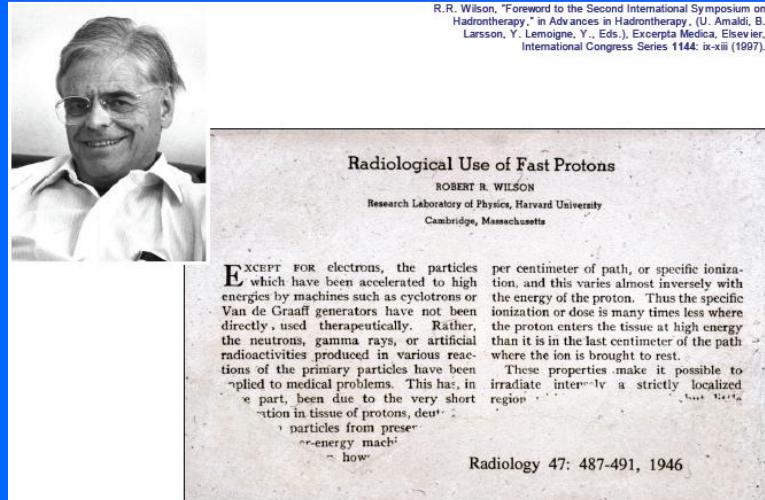 R.R. Wilson, "Foreword to the Second International Symposium on
Hadrontherapy," in Advances in Hadrontherapy, (U. Amaldi, B.
Larsson, Y. Lemoigne, Y., Eds.), Excerpta Medica, Elsevier,
International Congress Series 1144: ix-xiii (1997).
Radiological Use of Fast Protons
ROBERT R. WILSON
Research Laboratory of Physics, Harvard University
Cambridge, Massachusetts
EXCEPT FOR electrons, the particles
which have been accelerated to high
energies by machines such as cyclotrons or
Van de Graaff generators have not been
directly used therapeutically. Rather,
the neutrons, gamma rays, or artificial
radioactivities produced in various reac-
tions of the primary particles have been
applied to medical problems. This has, in
part, been due to the very short
in tissue of protons,
particles from
how
per centimeter of path, or specific ioniza-
tion, and this varies almost inversely with
the energy of the proton. Thus the specific
ionization or dose is many times less where
the proton enters the tissue at high energy
than it is in the last centimeter of the path
where the ion is brought to rest.
These properties make it possible to
irradiate a strictly localized
region
Radiology 47: 487-491, 1946